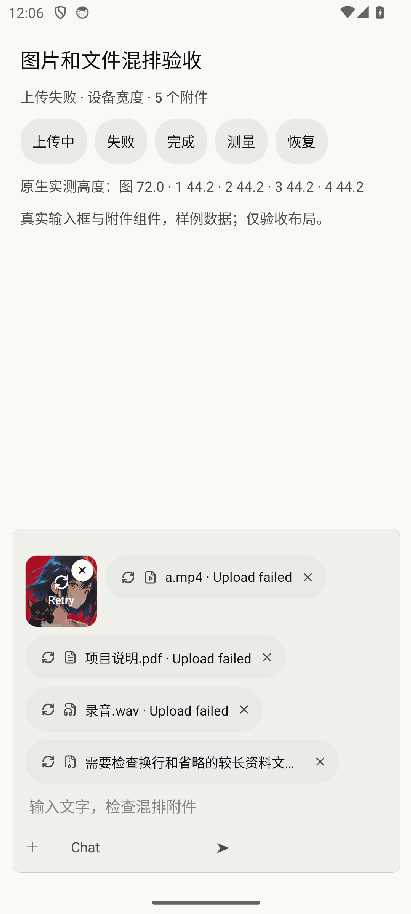 12:06
图片和文件混排验收
上传失败 · 设备宽度 · 5 个附件
上传中 失败 完成 测量 恢复
原生实测高度：图 72.0 · 1 44.2 · 2 44.2 · 3 44.2 · 4 44.2
真实输入框与附件组件，样例数据；仅验收布局。
Retry
a.mp4 · Upload failed
项目说明.pdf · Upload failed
录音.wav · Upload failed
需要检查换行和省略的较长资料文...
输入文字，检查混排附件
Chat